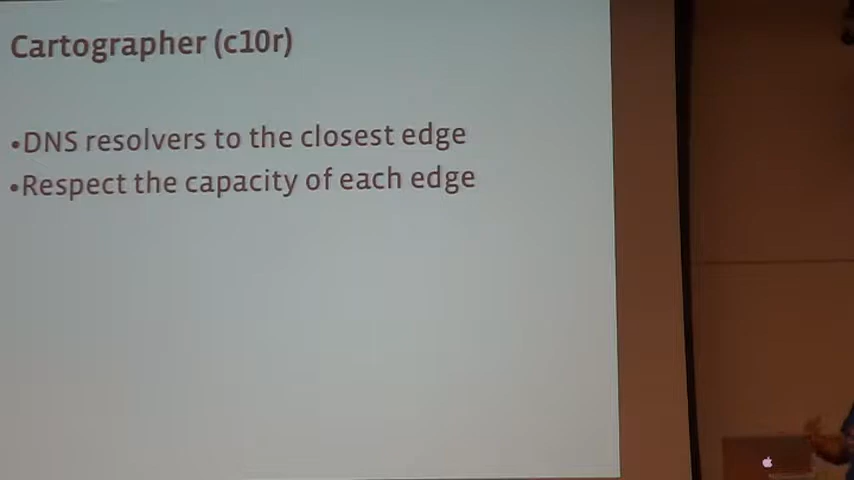 Cartographer (c10r)
•DNS resolvers to the closest edge
•Respect the capacity of each edge